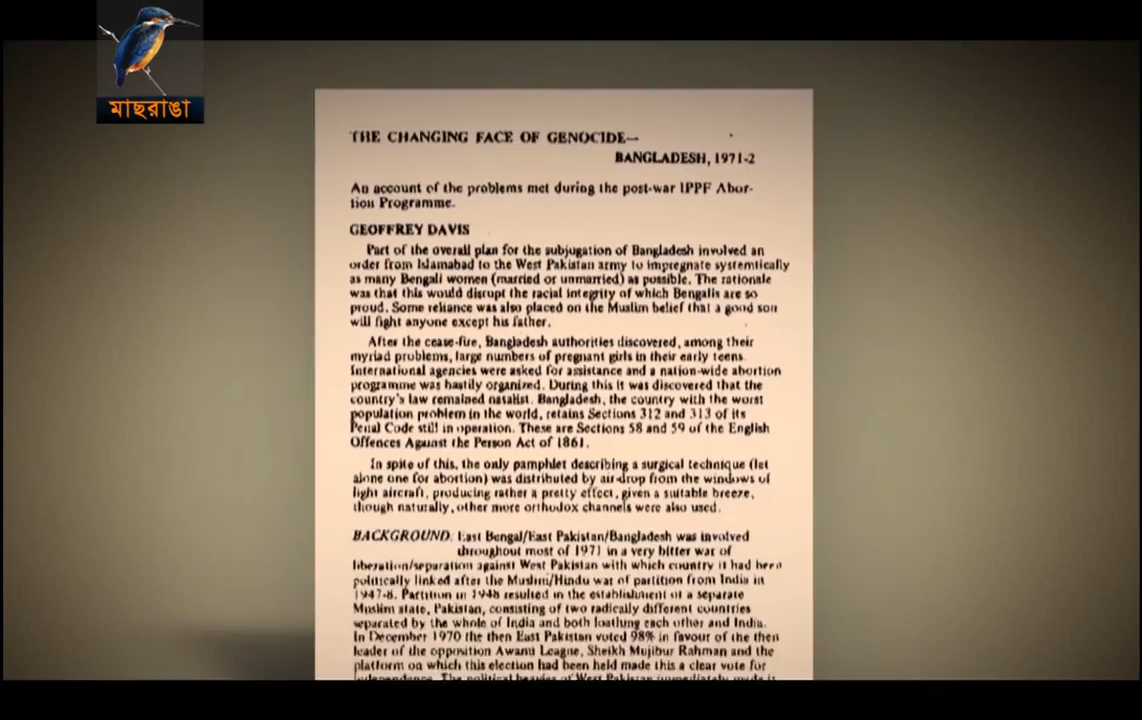 মাছরাঙা
THE CHANGING FACE OF GENOCIDE—
BANGLADESH, 1971-2
An account of the problems met during the post-war IPPF Abor-
tion Programme.
GEOFFREY DAVIS
Part of the overall plan for the subjugation of Bangladesh involved an
order from Islamabad to the West Pakistan army to impregnate systemtically
as many Bengali women (married or unmarried) as possible. The rationale
was that this would disrupt the racial integrity of which Bengalis are so
proud. Some reliance was also placed on the Muslim belief that a good son
will fight anyone except his father.
After the cease-fire, Bangladesh authorities discovered, among their
myriad problems, large numbers of pregnant girls in their early teens.
International agencies were asked for assistance and a nation-wide abortion
programme was hastily organized. During this it was discovered that the
country's law remained natalist. Bangladesh, the country with the worst
population problem in the world, retains Sections 312 and 313 of its
Penal Code still in operation. These are Sections 58 and 59 of the English
Offences Against the Person Act of 1861.
In spite of this, the only pamphlet describing a surgical technique (let
alone one for abortion) was distributed by air-drop from the windows of
light aircraft, producing rather a pretty effect, given a suitable breeze,
though naturally, other more orthodox channels were also used.
BACKGROUND. East Bengal/East Pakistan/Bangladesh was involved
throughout most of 1971 in a very bitter war of
liberation/separation against West Pakistan with which country it had been
politically linked after the Muslim/Hindu war of partition from India in
1947-8. Partition in 1948 resulted in the establishment of a separate
Muslim state, Pakistan, consisting of two radically different countries
separated by the whole of India and both loathing each other and India.
In December 1970 the then East Pakistan voted 98% in favour of the then
leader of the opposition Awami League, Sheikh Mujibur Rahman and the
platform on which this election had been held made this a clear vote for
independence. The political